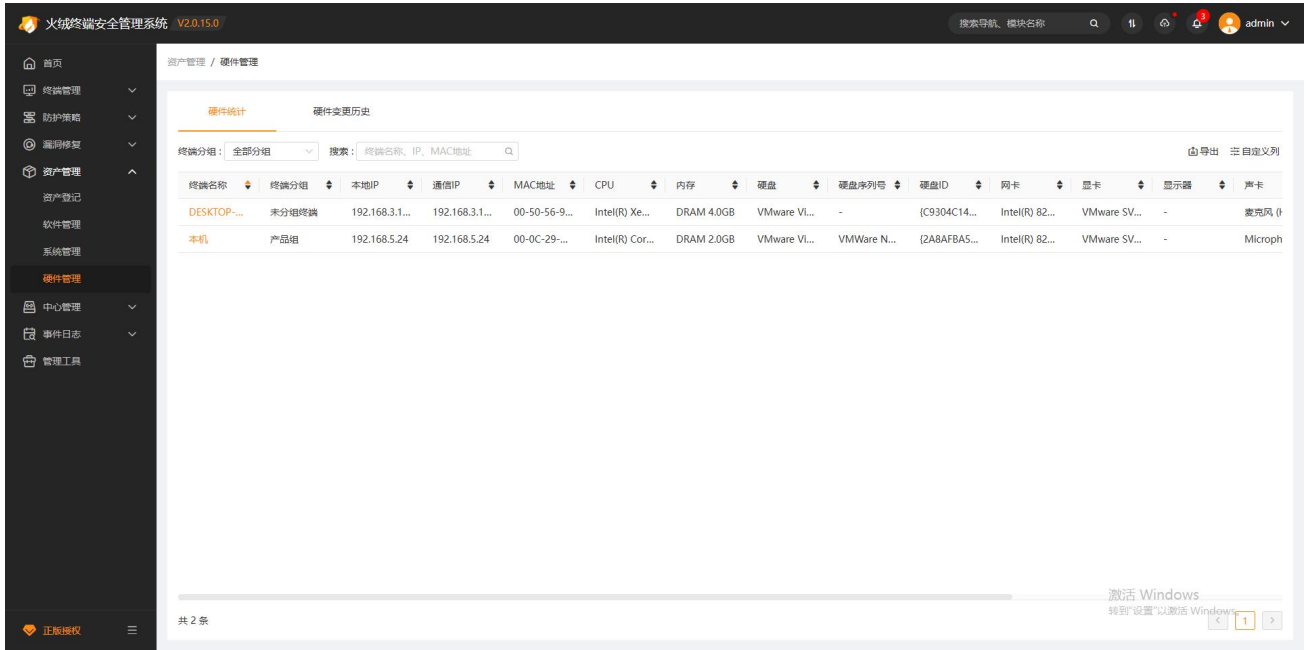 火绒终端安全管理系统 V2.0.15.0
搜索导航、模块名称
3
admin
首页
终端管理
防护策略
漏洞修复
资产管理
资产登记
软件管理
系统管理
硬件管理
中心管理
事件日志
管理工具
正版授权
资产管理 / 硬件管理
硬件统计 硬件变更历史
终端分组： 全部分组 搜索： 终端名称、IP、MAC地址 导出 自定义列
终端名称 终端分组 本地IP 通信IP MAC地址 CPU 内存 硬盘 硬盘序列号 硬盘ID 网卡 显卡 显示器 声卡
DESKTOP-... 未分组终端 192.168.3.1... 192.168.3.1... 00-50-56-9... Intel(R) Xe... DRAM 4.0GB VMware Vi... - {C9304C14... Intel(R) 82... VMware SV... - 麦克风 (H
本机 产品组 192.168.5.24 192.168.5.24 00-0C-29-... Intel(R) Cor... DRAM 2.0GB VMware Vi... VMWare N... {2A8AFBA5... Intel(R) 82... VMware SV... - Microph
激活 Windows
转到"设置"以激活 Windows。
共 2 条
< 1 >